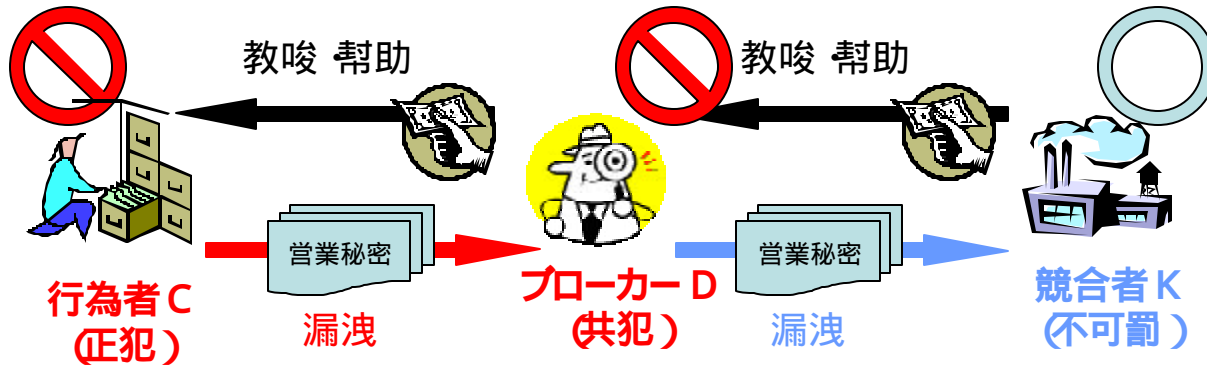 教唆・幇助
教唆・幇助
営業秘密
営業秘密
行為者C
(正犯)
漏洩
ブローカーD
(共犯)
漏洩
競合者K
(不可罰)